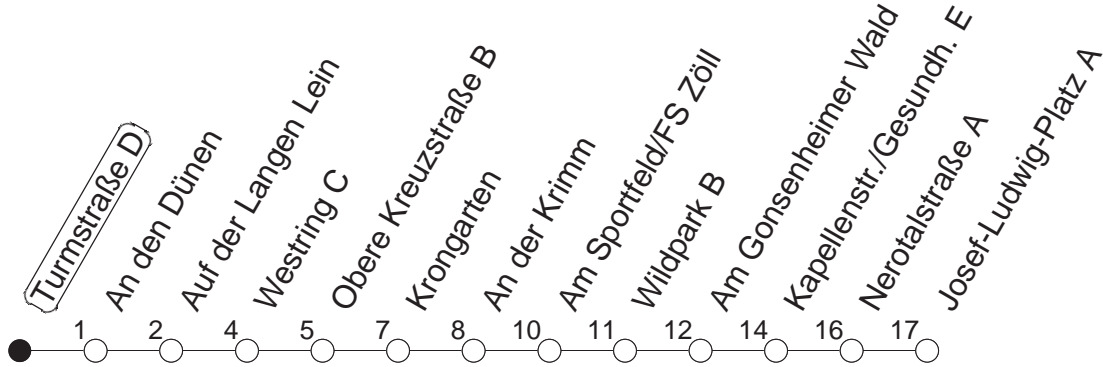 Turmstraße D
An den Dünen
Auf der Langen Lein
Westring C
Obere Kreuzstraße B
Krongarten
An der Krimm
Am Sportfeld/FS Zöll
Wildpark B
Am Gonsenheimer Wald
Kapellenstr./Gesundh. E
Nerotalstraße A
Josef-Ludwig-Platz A
1 2 4 5 7 8 10 11 12 14 16 17